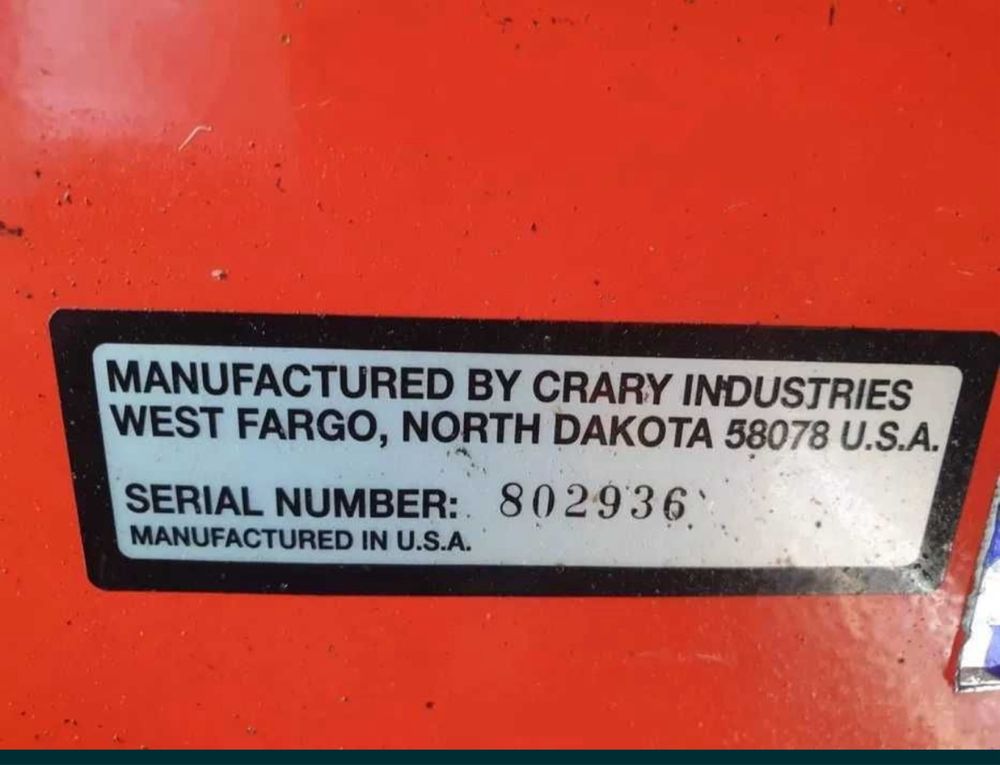 MANUFACTURED BY CRARY INDUSTRIES
WEST FARGO, NORTH DAKOTA 58078 U.S.A.
SERIAL NUMBER: 802936
MANUFACTURED IN U.S.A.